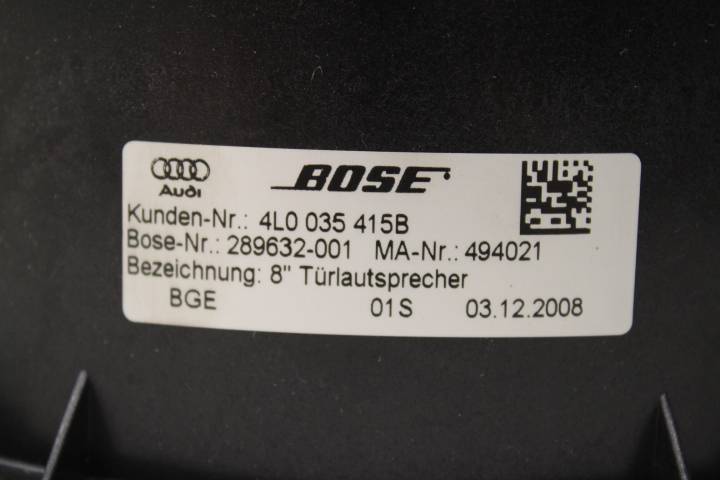 Audi BOSE
Kunden-Nr.: 4L0 035 415B
Bose-Nr.: 289632-001 MA-Nr.: 494021
Bezeichnung: 8" Türlautsprecher
BGE 01S 03.12.2008